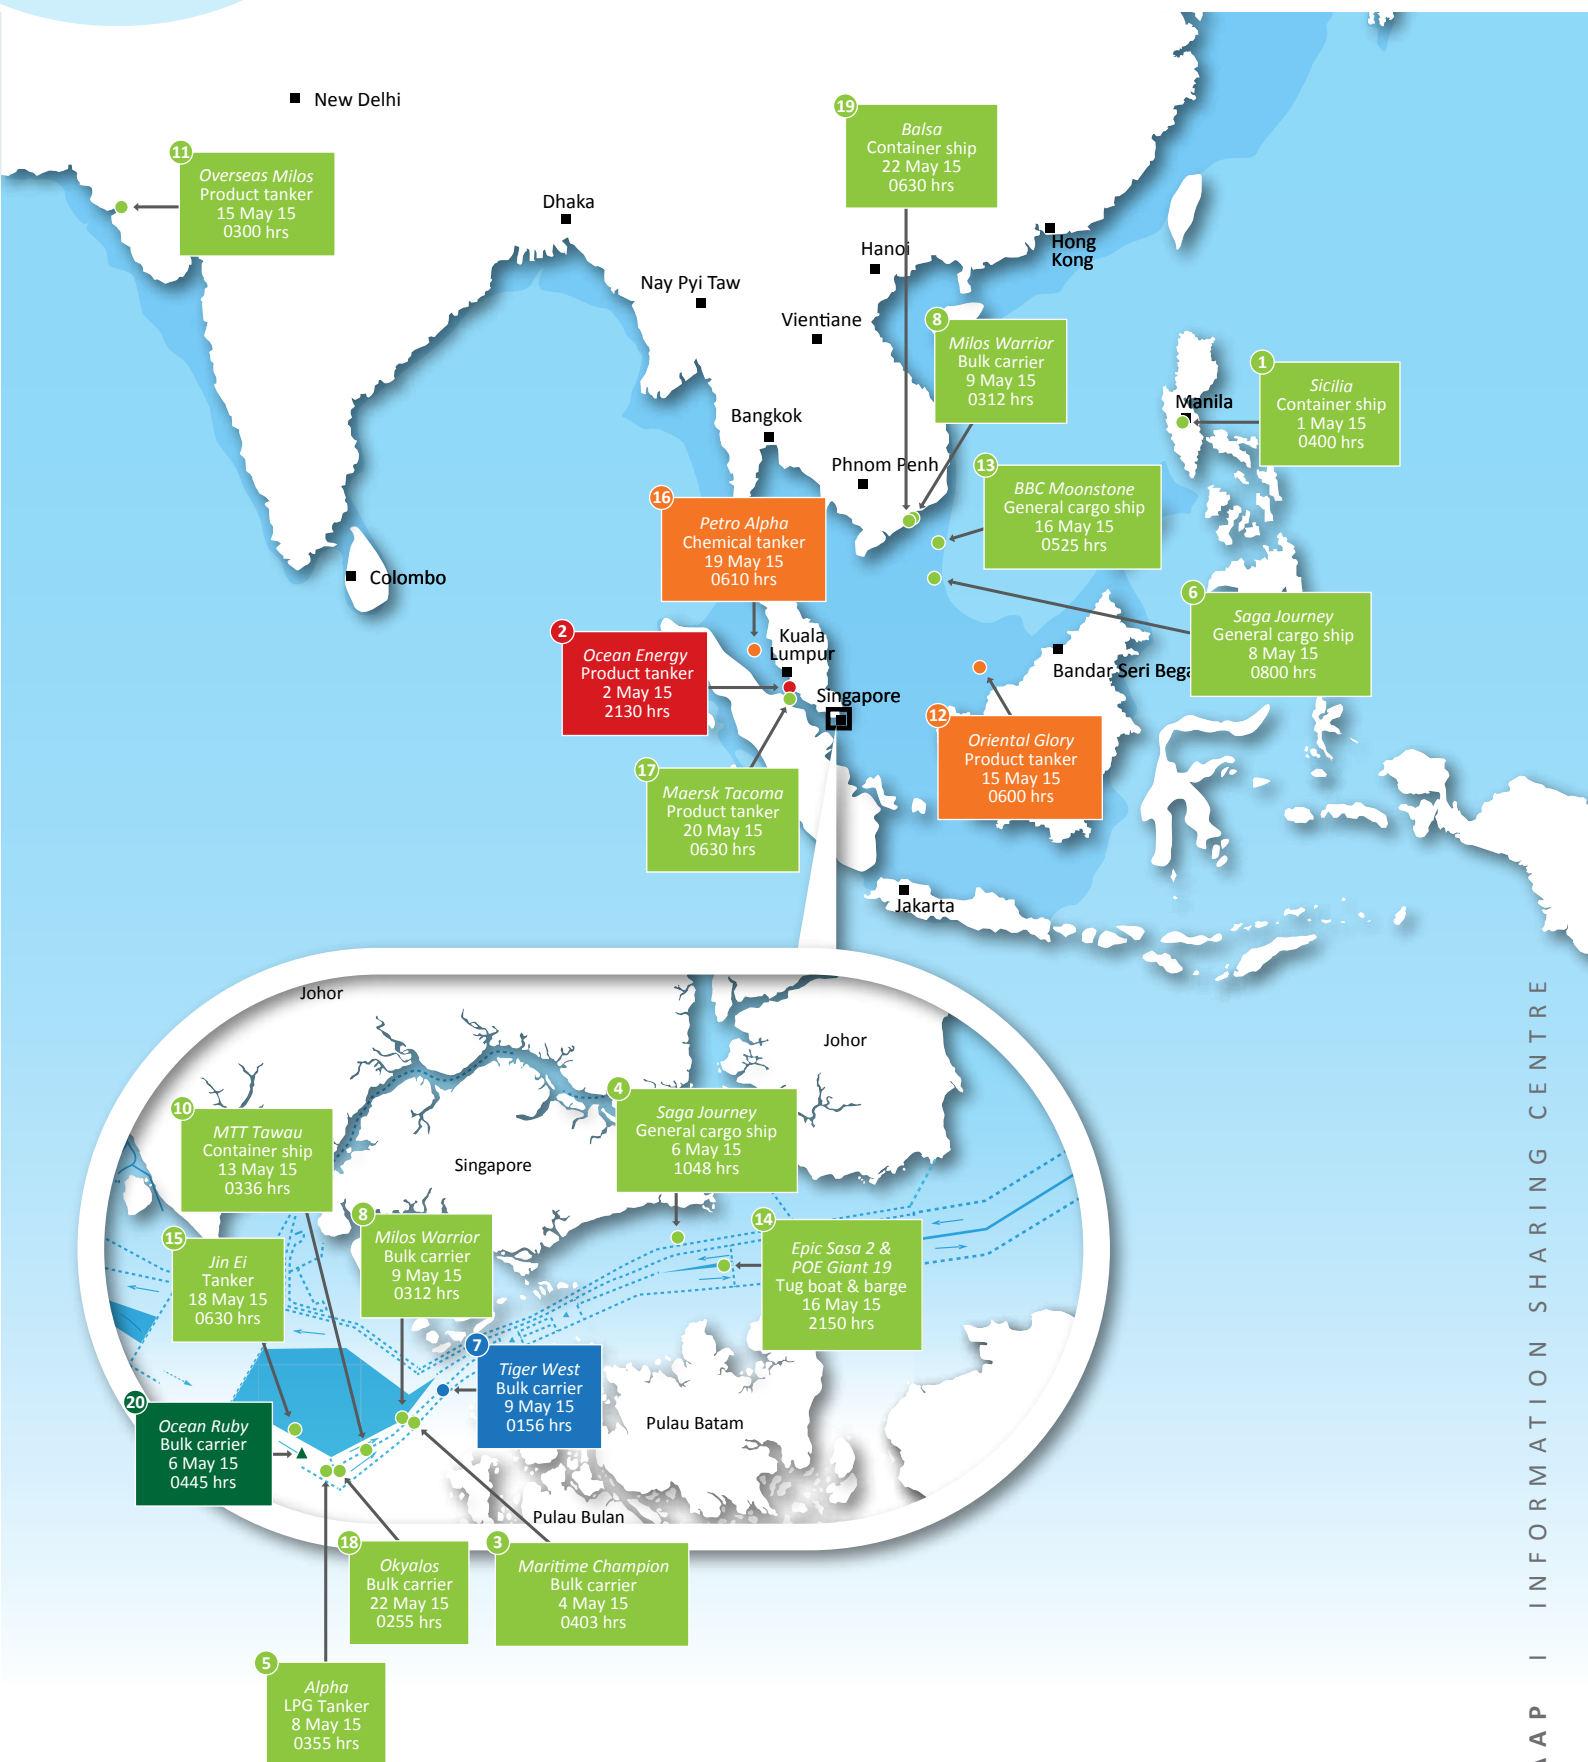 New Delhi
11
Overseas Milos
Product tanker
15 May 15
0300 hrs
Dhaka
19
Balsa
Container ship
22 May 15
0630 hrs
Hong
Kong
Hanoi
Nay Pyi Taw
Vientiane
8
Milos Warrior
Bulk carrier
9 May 15
0312 hrs
1
Sicilia
Container ship
1 May 15
0400 hrs
Manila
Bangkok
Phnom Penh
13
BBC Moonstone
General cargo ship
16 May 15
0525 hrs
16
Petro Alpha
Chemical tanker
19 May 15
0610 hrs
Colombo
6
Saga Journey
General cargo ship
8 May 15
0800 hrs
2
Ocean Energy
Product tanker
2 May 15
2130 hrs
Kuala
Lumpur
Bandar Seri Bega
Singapore
12
Oriental Glory
Product tanker
15 May 15
0600 hrs
17
Maersk Tacoma
Product tanker
20 May 15
0630 hrs
Jakarta
Johor
Johor
4
Saga Journey
General cargo ship
6 May 15
1048 hrs
10
MTT Tawau
Container ship
13 May 15
0336 hrs
Singapore
8
Milos Warrior
Bulk carrier
9 May 15
0312 hrs
14
Epic Sasa 2 &
POE Giant 19
Tug boat & barge
16 May 15
2150 hrs
15
Jin Ei
Tanker
18 May 15
0630 hrs
7
Tiger West
Bulk carrier
9 May 15
0156 hrs
20
Ocean Ruby
Bulk carrier
6 May 15
0445 hrs
Pulau Batam
Pulau Bulan
18
Okyalos
Bulk carrier
22 May 15
0255 hrs
3
Maritime Champion
Bulk carrier
4 May 15
0403 hrs
5
Alpha
LPG Tanker
8 May 15
0355 hrs
AAP I INFORMATION SHARING CENTRE